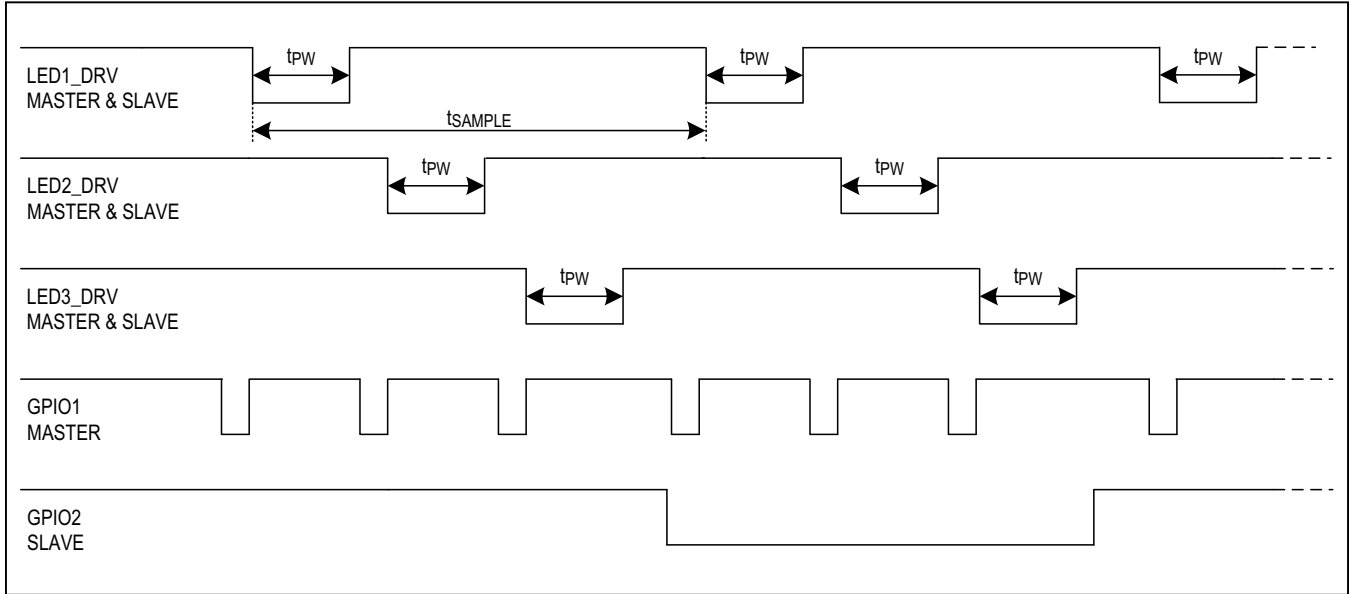 tPW
tPW
tPW
LED1_DRV
MASTER & SLAVE
tSAMPLE
tPW
tPW
LED2_DRV
MASTER & SLAVE
tPW
tPW
LED3_DRV
MASTER & SLAVE
GPIO1
MASTER
GPIO2
SLAVE